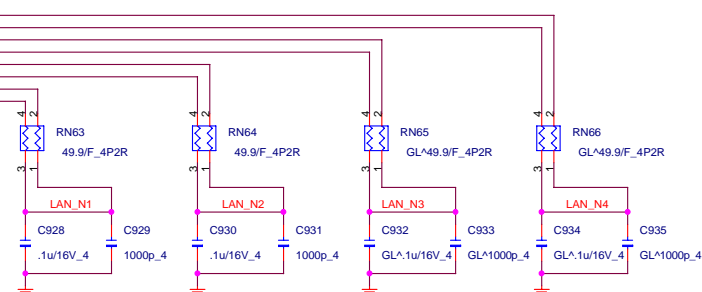 4 2 4 2 4 2 4 2
RN63 RN64 RN65 RN66
49.9/F_4P2R 49.9/F_4P2R GL^49.9/F_4P2R GL^49.9/F_4P2R
3 1 3 1 3 1 3 1
LAN_N1 LAN_N2 LAN_N3 LAN_N4
C928 C929 C930 C931 C932 C933 C934 C935
.1u/16V_4 1000p_4 .1u/16V_4 1000p_4 GL^.1u/16V_4 GL^1000p_4 GL^.1u/16V_4 GL^1000p_4